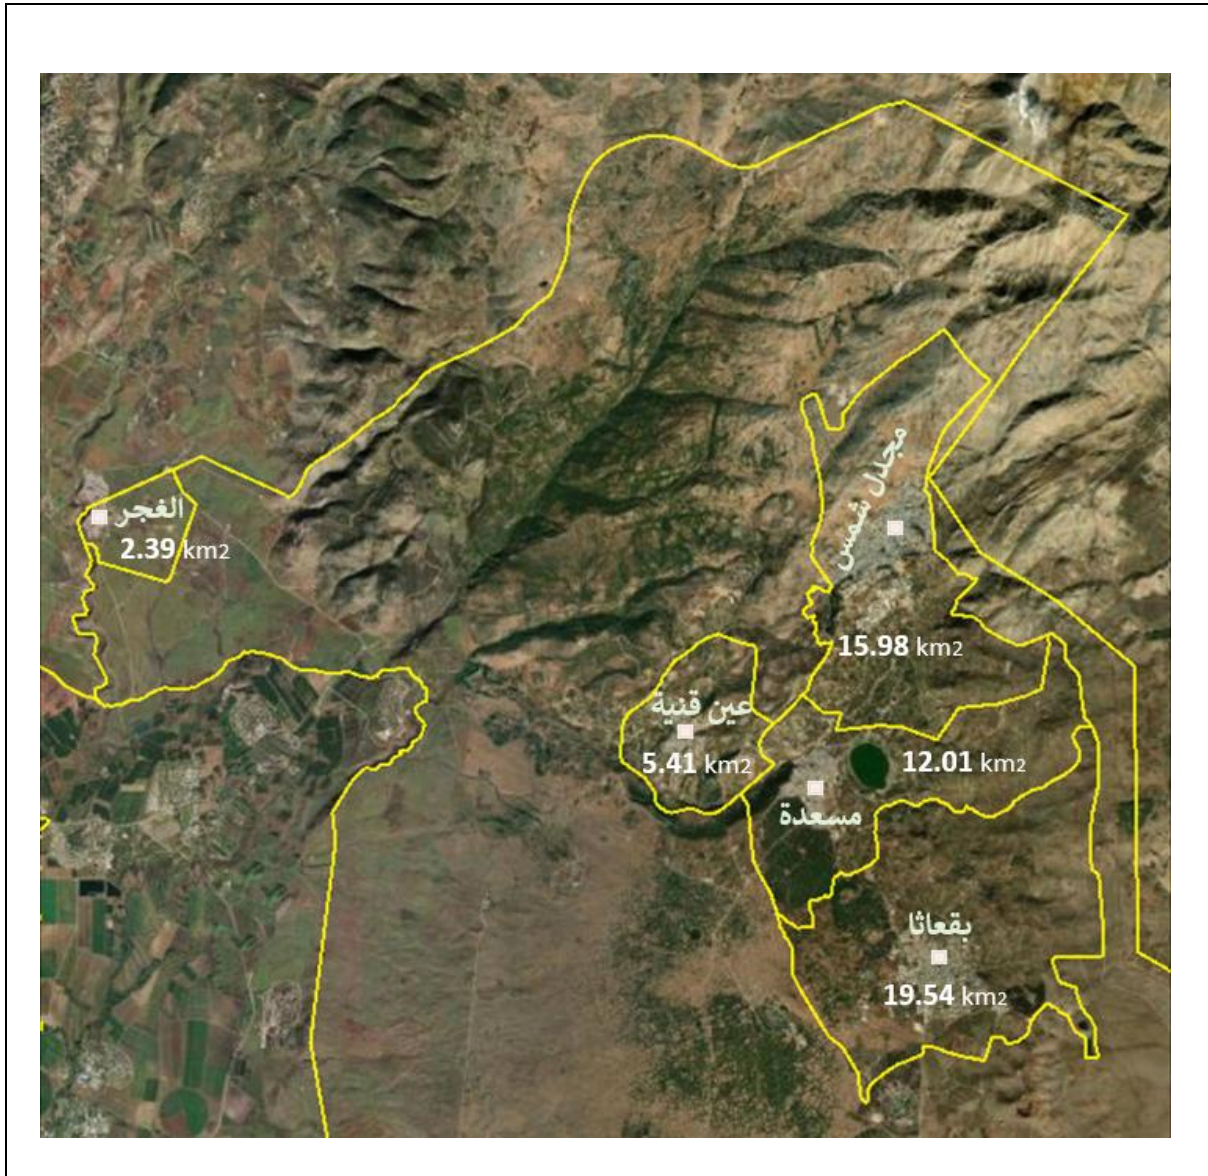 مجدل شمس
الغجر
2.39 km2
15.98 km2
عين قنية
5.41 km2
12.01 km2
مسعدة
بقعاثا
19.54 km2